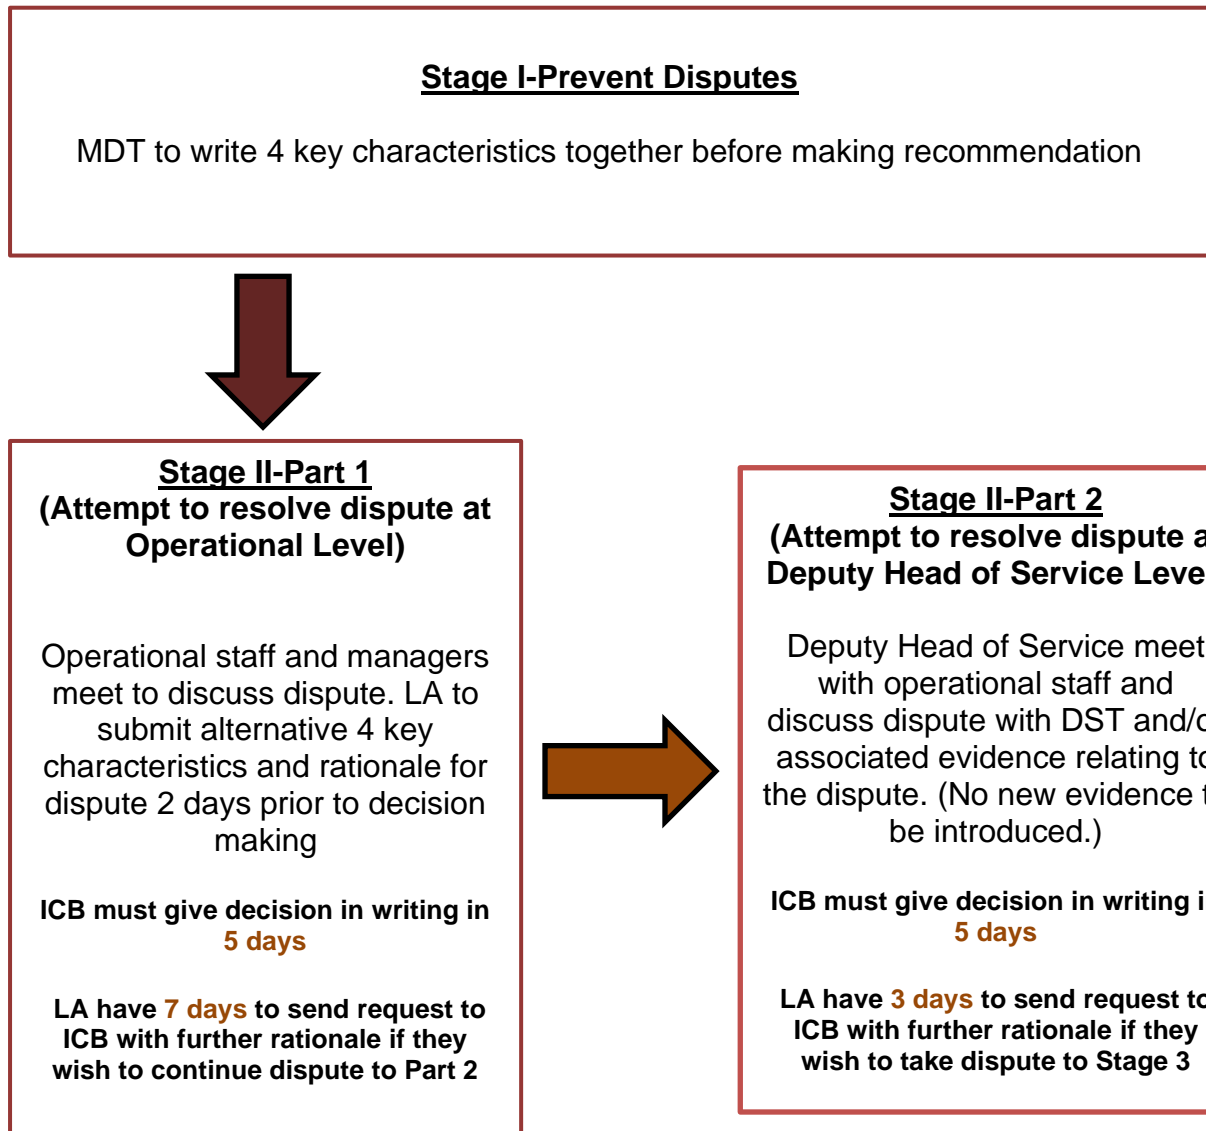 Stage I-Prevent Disputes
MDT to write 4 key characteristics together before making recommendation
Stage II-Part 1
(Attempt to resolve dispute at
Operational Level)
Operational staff and managers
meet to discuss dispute. LA to
submit alternative 4 key
characteristics and rationale for
dispute 2 days prior to decision
making
ICB must give decision in writing in
5 days
LA have 7 days to send request to
ICB with further rationale if they
wish to continue dispute to Part 2
Stage II-Part 2
(Attempt to resolve dispute
Deputy Head of Service
Deputy Head of Service meet
with operational staff and
discuss dispute with DST
associated evidence relating
the dispute. (No new evidence
be introduced.)
ICB must give decision in writing
5 days
LA have 3 days to send request
ICB with further rationale if they
wish to take dispute to Stage 3